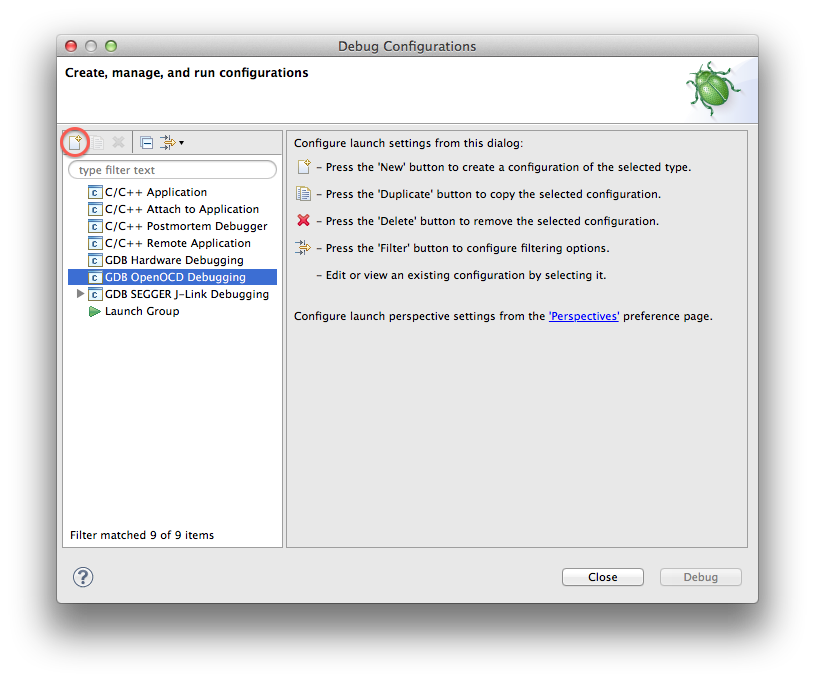 Debug Configurations
Create, manage, and run configurations
type filter text
C/C++ Application
C/C++ Attach to Application
C/C++ Postmortem Debugger
C/C++ Remote Application
GDB Hardware Debugging
GDB OpenOCD Debugging
GDB SEGGER J-Link Debugging
Launch Group
Filter matched 9 of 9 items
Configure launch settings from this dialog:
– Press the 'New' button to create a configuration of the selected type.
– Press the 'Duplicate' button to copy the selected configuration.
– Press the 'Delete' button to remove the selected configuration.
– Press the 'Filter' button to configure filtering options.
– Edit or view an existing configuration by selecting it.
Configure launch perspective settings from the 'Perspectives' preference page.
?
Close
Debug